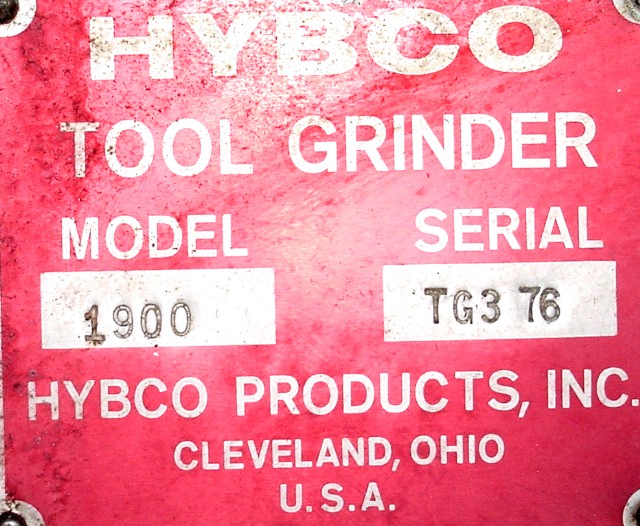 HYBCO
TOOL GRINDER
MODEL SERIAL
1900 TG3 76
HYBCO PRODUCTS, INC.
CLEVELAND, OHIO
U.S.A.